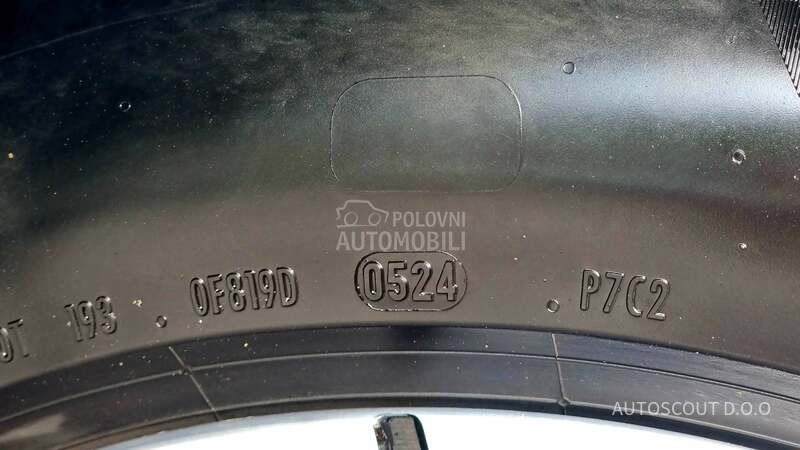 POLOVNI
AUTOMOBILI
OT 193 . 0F819D 0524 . P7C2
AUTOSCOUT D.O.O